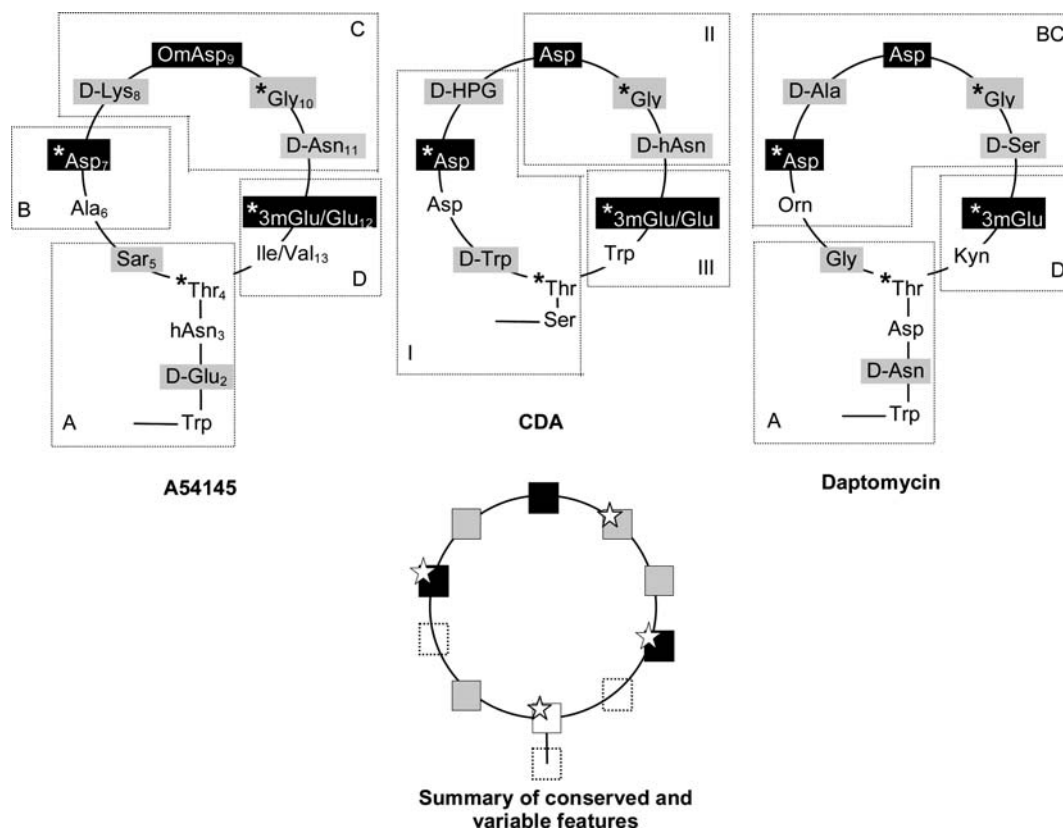 C
OmAsp9
D-Lys8
*Gly10
D-Asn11
*Asp7
B
Ala6
*3mGlu/Glu12
Sar5
Ile/Val13
D
*Thr4
hAsn3
D-Glu2
A
Trp
A54145
II
Asp
D-HPG
*Gly
D-hAsn
*Asp
Asp
*3mGlu/Glu
D-Trp
Trp
III
*Thr
Ser
I
CDA
BC
Asp
D-Ala
*Gly
D-Ser
*Asp
Orn
*3mGlu
Gly
Kyn
D
*Thr
Asp
D-Asn
A
Trp
Daptomycin
Summary of conserved and
variable features